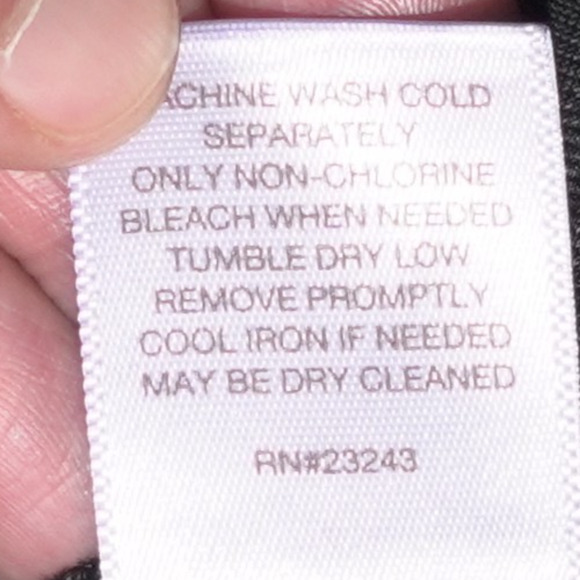 MACHINE WASH COLD
SEPARATELY
ONLY NON-CHLORINE
BLEACH WHEN NEEDED
TUMBLE DRY LOW
REMOVE PROMPTLY
COOL IRON IF NEEDED
MAY BE DRY CLEANED
RN#23243